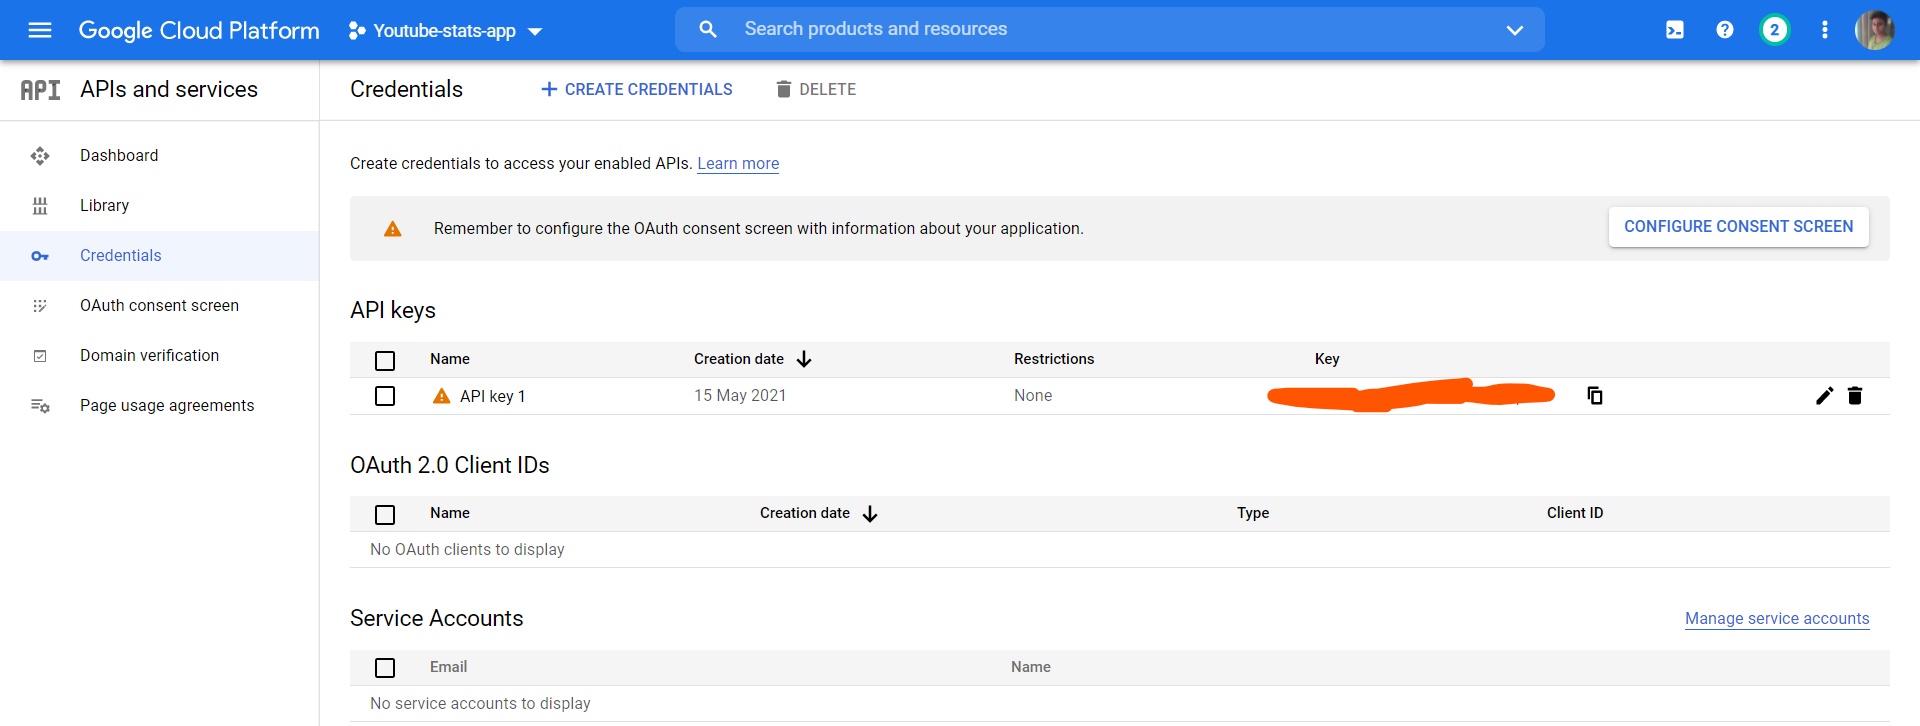 Google Cloud Platform
Youtube-stats-app
Search products and resources
2
API APIs and services
Credentials
CREATE CREDENTIALS
DELETE
Dashboard
Library
Credentials
OAuth consent screen
Domain verification
Page usage agreements
Create credentials to access your enabled APIs. Learn more
Remember to configure the OAuth consent screen with information about your application.
CONFIGURE CONSENT SCREEN
API keys
Name Creation date Restrictions Key
API key 1 15 May 2021 None
OAuth 2.0 Client IDs
Name Creation date Type Client ID
No OAuth clients to display
Service Accounts
Manage service accounts
Email Name
No service accounts to display